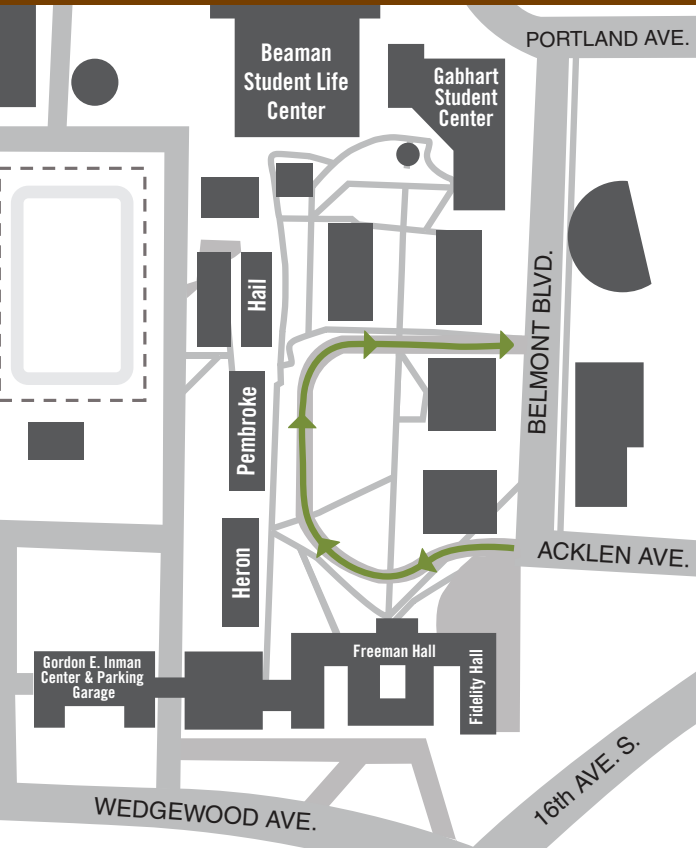 PORTLAND AVE.
Beaman
Student Life
Center
Gabhart
Student
Center
BELMONT BLVD.
Hail
Pembroke
Heron
ACKLEN AVE.
Gordon E. Inman
Center & Parking
Garage
Freeman Hall
Fidelity Hall
16th AVE. S.
WEDGEWOOD AVE.